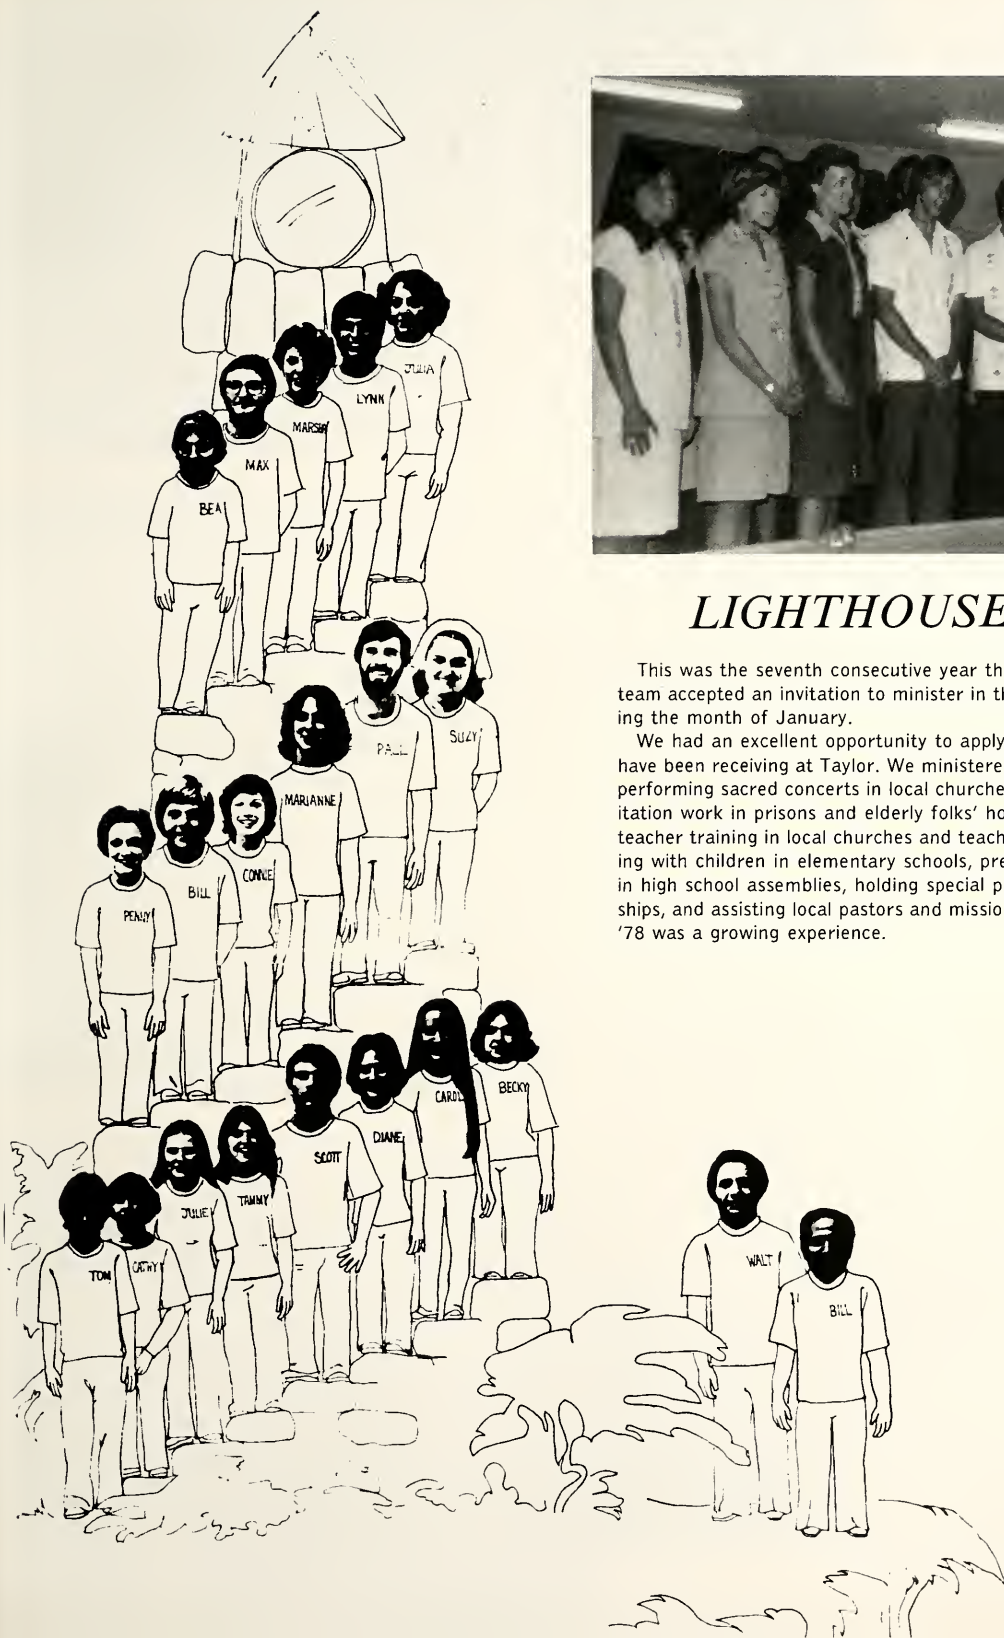 JULIA
LYNN
MARSHA
MAX
BEA
SUZY
PAUL
MARIANNE
CONNIE
BILL
PENNY
BECKY
CAROL
DIANE
SCOTT
TAMMY
JULIE
CATHY
TOM
WALT
BILL
LIGHTHOUSE
This was the seventh consecutive year th
team accepted an invitation to minister in th
ing the month of January.
We had an excellent opportunity to apply
have been receiving at Taylor. We ministere
performing sacred concerts in local churche
itation work in prisons and elderly folks' ho
teacher training in local churches and teach
ing with children in elementary schools, pre
in high school assemblies, holding special p
ships, and assisting local pastors and missio
'78 was a growing experience.